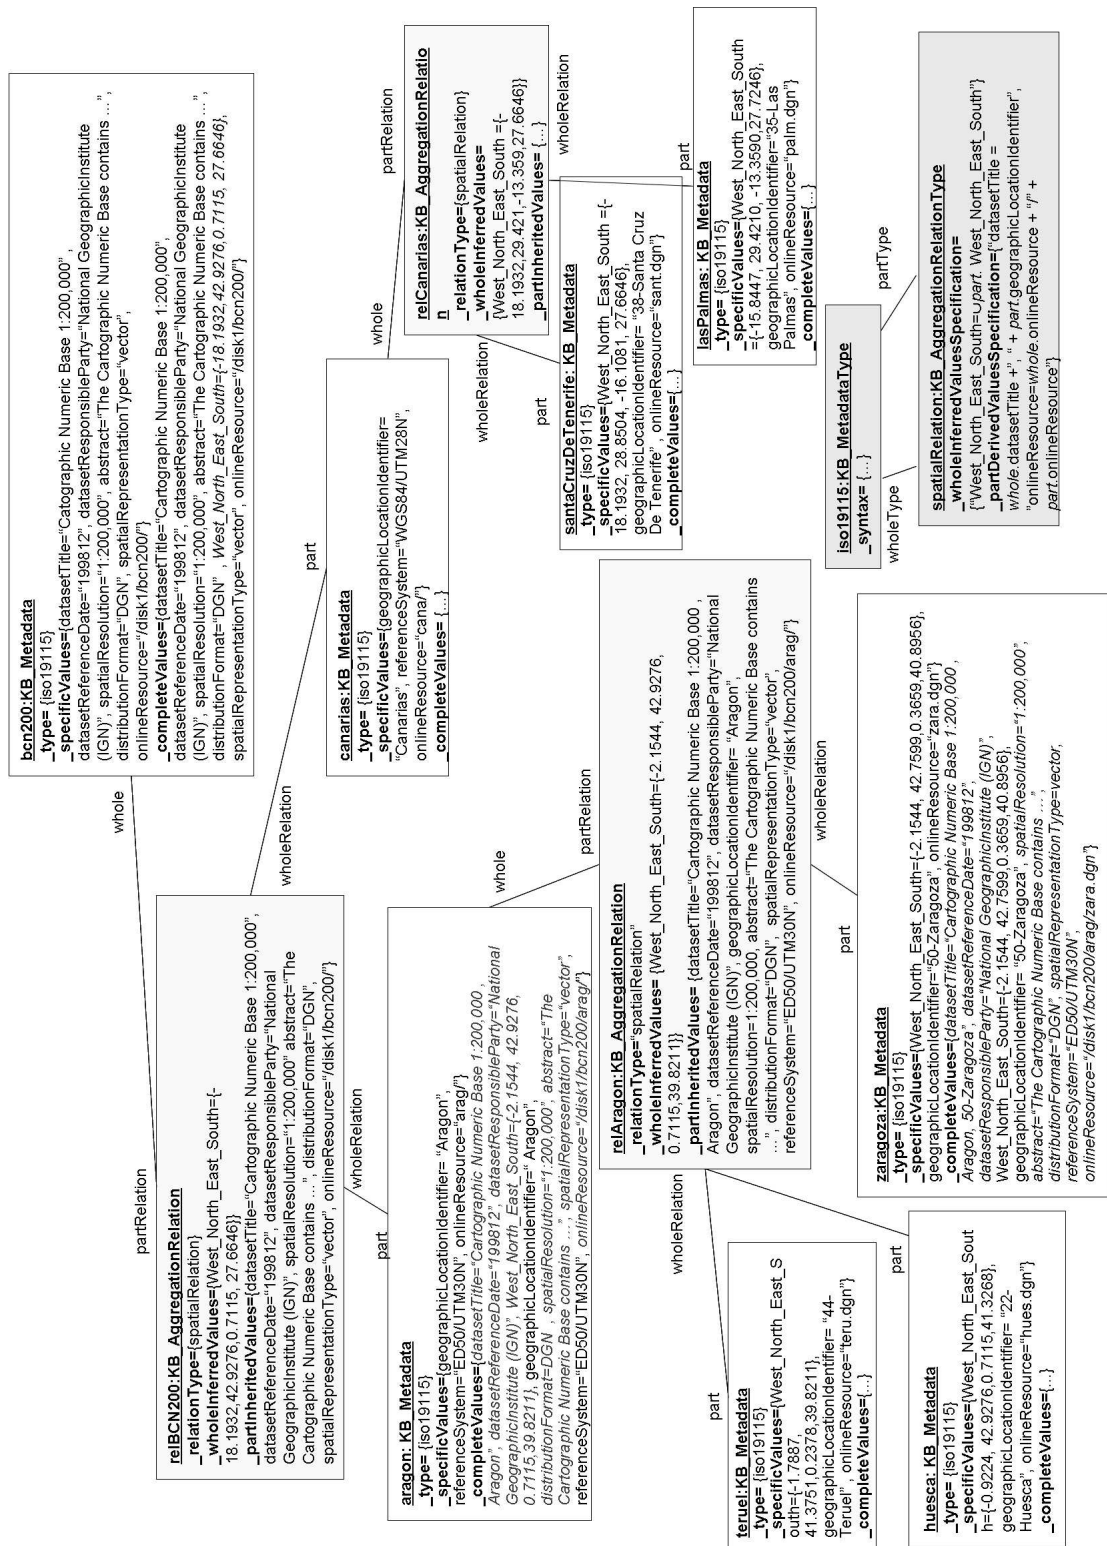 bcn200:KB_Metadata
_type= {iso19115}
_specificValues={datasetTitle="Catographic Numeric Base 1:200,000",
datasetReferenceDate="199812", datasetResponsibleParty="National GeographicInstitute
(IGN)", spatialResolution="1:200,000", abstract="The Cartographic Numeric Base contains …",
distributionFormat="DGN", spatialRepresentationType="vector",
onlineResource="/disk1/bcn200/}
_completeValues={datasetTitle="Cartographic Numeric Base 1:200,000",
datasetReferenceDate="199812", datasetResponsibleParty="National GeographicInstitute
(IGN)", spatialResolution="1:200,000", abstract="The Cartographic Numeric Base contains …",
distributionFormat="DGN" , West_North_East_South={-18.1932, 42.9276,0.7115, 27.6646},
spatialRepresentationType="vector", onlineResource="/disk1/bcn200/"}
whole
partRelation
relBCN200:KB_AggregationRelation
_relationType={spatialRelation}
_wholeInferredValues={West_North_East_South={-
18.1932,42.9276,0.7115, 27.6646}}
_partInheritedValues={datasetTitle="Cartographic Numeric Base 1:200,000",
datasetReferenceDate="199812", datasetResponsibleParty="National
GeographicInstitute (IGN)", spatialResolution="1:200,000" abstract="The
Cartographic Numeric Base contains …" , distributionFormat="DGN",
spatialRepresentationType="vector", onlineResource="/disk1/bcn200/"}
wholeRelation
part
wholeRelation
part
canarias:KB_Metadata
_type= {iso19115}
_specificValues={geographicLocationIdentifier=
"Canarias", referenceSystem="WGS84/UTM28N",
onlineResource="cana/"}
_completeValues= {...}
whole
partRelation
relCanarias:KB_AggregationRelatio
n
_relationType={spatialRelation}
_wholeInferredValues=
{West_North_East_South ={-
18.1932,29.421,-13.359,27.6646}}
_partInheritedValues= {...}
wholeRelation
part
wholeRelation
part
santaCruzDeTenerife: KB_Metadata
_type= {iso19115}
_specificValues={West_North_East_South ={-
18.1932, 28.8504, -16.1081, 27.6646},
geographicLocationIdentifier= "38-Santa Cruz
De Tenerife" , onlineResource="sant.dgn"}
_completeValues={...}
lasPalmas: KB_Metadata
_type= {iso19115}
_specificValues={West_North_East_South
={-15.8447, 29.4210, -13.3590,27.7246},
geographicLocationIdentifier="35-Las
Palmas", onlineResource="palm.dgn"}
_completeValues={...}
aragon: KB_Metadata
_type= {iso19115}
_specificValues={geographicLocationIdentifier= "Aragon",
referenceSystem="ED50/UTM30N", onlineResource="arag/"}
_completeValues={datasetTitle="Cartographic Numeric Base 1:200,000 ,
Aragon", datasetReferenceDate="199812", datasetResponsibleParty="National
GeographicInstitute (IGN)", West_North_East_South={-2.1544, 42.9276,
0.7115,39.8211}, geographicLocationIdentifier=" Aragon",
distributionFormat=DGN" , spatialResolution="1:200,000", abstract="The
Cartographic Numeric Base contains …," spatialRepresentationType="vector",
referenceSystem="ED50/UTM30N", onlineResource="/disk1/bcn200/arag/"}
whole
partRelation
relAragon:KB_AggregationRelation
_relationType="spatialRelation"
_wholeInferredValues= {West_North_East_South={-2.1544, 42.9276,
0.7115,39.8211}}
_partInheritedValues= {datasetTitle="Cartographic Numeric Base 1:200,000 ,
Aragon", datasetReferenceDate="199812", datasetResponsibleParty="National
GeographicInstitute (IGN)", geographicLocationIdentifier= "Aragon",
spatialResolution=1:200,000, abstract="The Cartographic Numeric Base contains
…", distributionFormat="DGN", spatialRepresentationType="vector",
referenceSystem="ED50/UTM30N", onlineResource="/disk1/bcn200/arag/"}
wholeRelation
part
wholeRelation
part
part
teruel:KB_Metadata
_type= {iso19115}
_specificValues={West_North_East_S
outh={-1.7887,
41.3751,0.2378,39.8211},
geographicLocationIdentifier= "44-
Teruel" , onlineResource="teru.dgn"}
_completeValues={...}
huesca: KB_Metadata
_type= {iso19115}
_specificValues={West_North_East_Sout
h={-0.9224, 42.9276,0.7115,41.3268},
geographicLocationIdentifier= "22-
Huesca", onlineResource="hues.dgn"}
_completeValues={...}
zaragoza:KB_Metadata
_type= {iso19115}
_specificValues={West_North_East_South={-2.1544, 42.7599,0.3659,40.8956},
geographicLocationIdentifier="50-Zaragoza", onlineResource="zara.dgn"}
_completeValues={datasetTitle="Cartographic Numeric Base 1:200,000 ,
Aragon, 50-Zaragoza", datasetReferenceDate="199812",
datasetResponsibleParty="National GeographicInstitute (IGN)",
West_North_East_South={-2.1544, 42.7599,0.3659,40.8956},
geographicLocationIdentifier= "50-Zaragoza", spatialResolution="1:200,000",
abstract="The Cartographic Numeric Base contains …",
distributionFormat="DGN", spatialRepresentationType=vector,
referenceSystem="ED50/UTM30N",
onlineResource="/disk1/bcn200/arag/zara.dgn"}
iso19115:KB_MetadataType
_syntax= {...}
wholeType
partType
spatialRelation:KB_AggregationRelationType
_wholeInferredValuesSpecification=
{"West_North_East_South=∪part. West_North_East_South"}
_partDerivedValuesSpecification={"datasetTitle =
whole.datasetTitle +", " + part.geographicLocationIdentifier",
"onlineResource=whole.onlineResource + "/" +
part.onlineResource"}